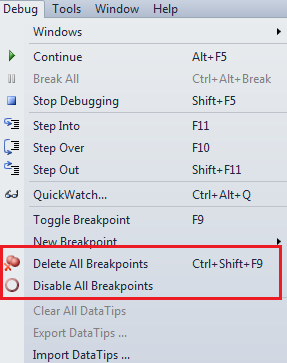 Debug Tools Window Help
Windows
Continue Alt+F5
Break All Ctrl+Alt+Break
Stop Debugging Shift+F5
Step Into F11
Step Over F10
Step Out Shift+F11
QuickWatch... Ctrl+Alt+Q
Toggle Breakpoint F9
New Breakpoint
Delete All Breakpoints Ctrl+Shift+F9
Disable All Breakpoints
Clear All DataTips
Export DataTips ...
Import DataTips ...